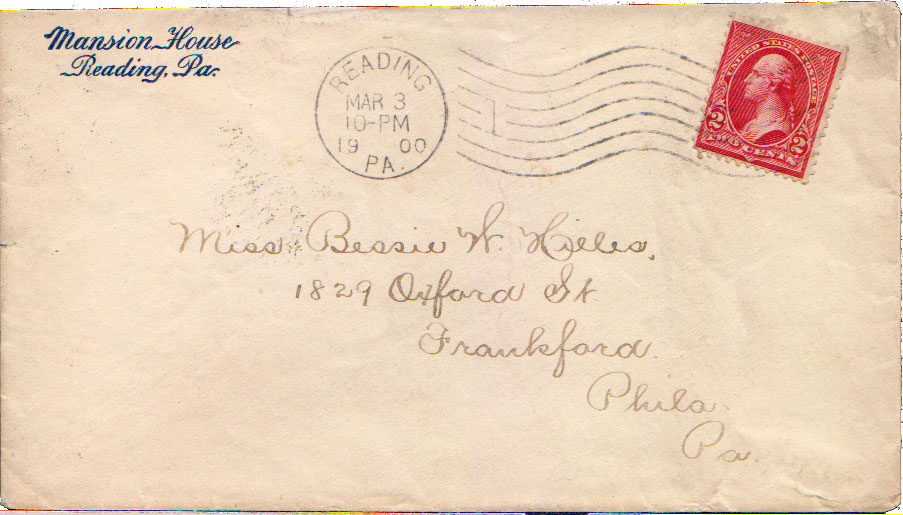 Mansion House
Reading, Pa.
READING
MAR 3
10-PM
19 00
PA.
1
UNITED STATES POSTAGE
2 2
TWO CENTS
Miss Bessie W. Hilles,
1829 Oxford St
Frankford.
Phila.
Pa.